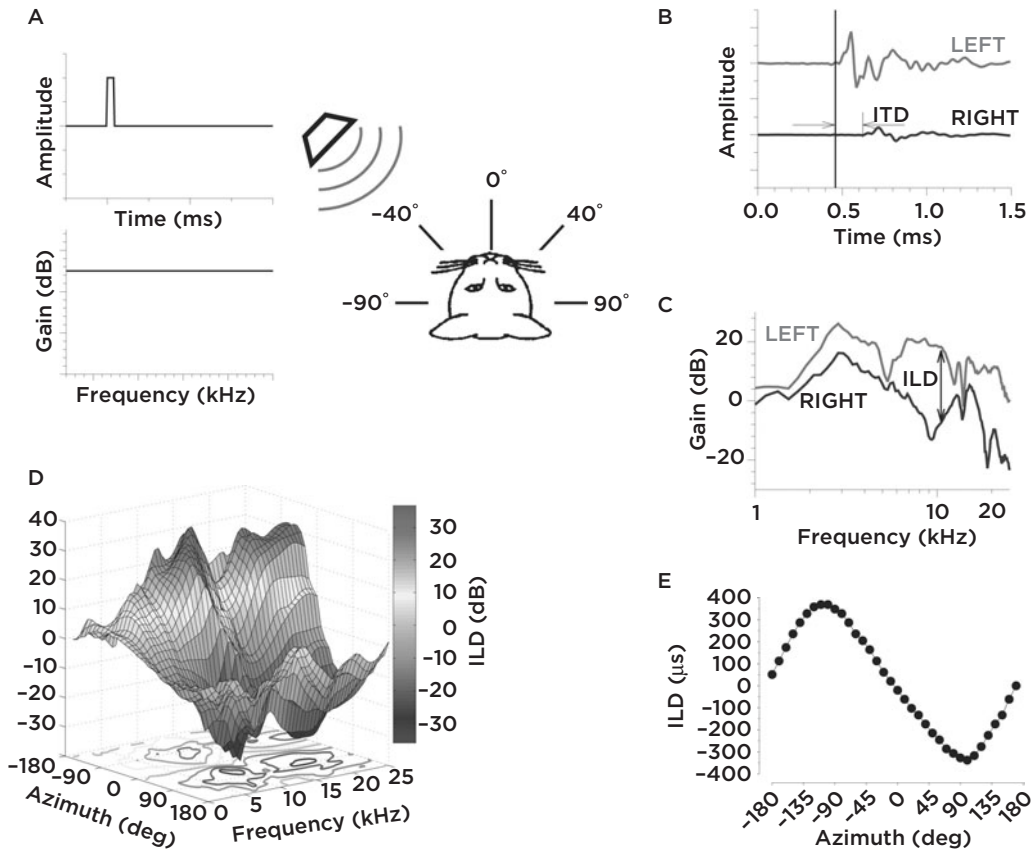 A
Amplitude
Time (ms)
Gain (dB)
Frequency (kHz)
0°
-40°
40°
-90°
90°
B
LEFT
ITD
RIGHT
Amplitude
0.0
0.5
1.0
1.5
Time (ms)
C
LEFT
RIGHT
ILD
20
0
-20
Gain (dB)
1
10
20
Frequency (kHz)
D
40
30
20
10
0
-10
-20
-30
-180
-90
0
90
180
Azimuth (deg)
0
5
10
15
20
25
Frequency (kHz)
30
20
10
0
-10
-20
-30
ILD (dB)
E
400
300
200
100
0
-100
-200
-300
-400
ILD (µs)
-180
-135
-90
0
45
90
135
180
Azimuth (deg)